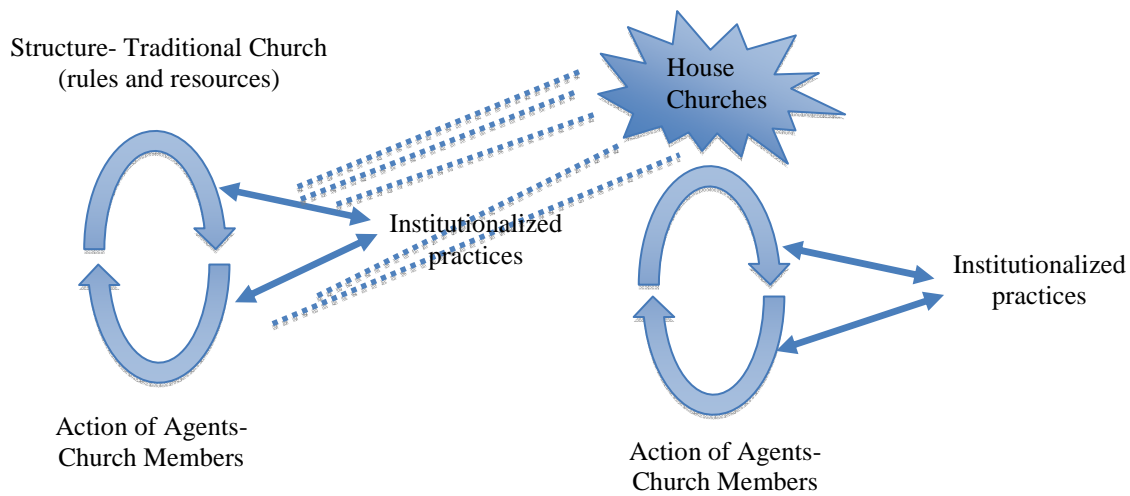 Structure- Traditional Church
(rules and resources)
House
Churches
Institutionalized
practices
Institutionalized
practices
Action of Agents-
Church Members
Action of Agents-
Church Members